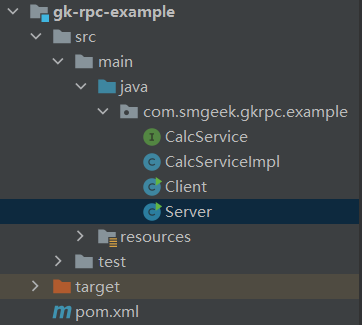 gk-rpc-example
src
main
java
com.smgeek.gkrpc.example
CalcService
CalcServiceImpl
Client
Server
resources
test
target
pom.xml